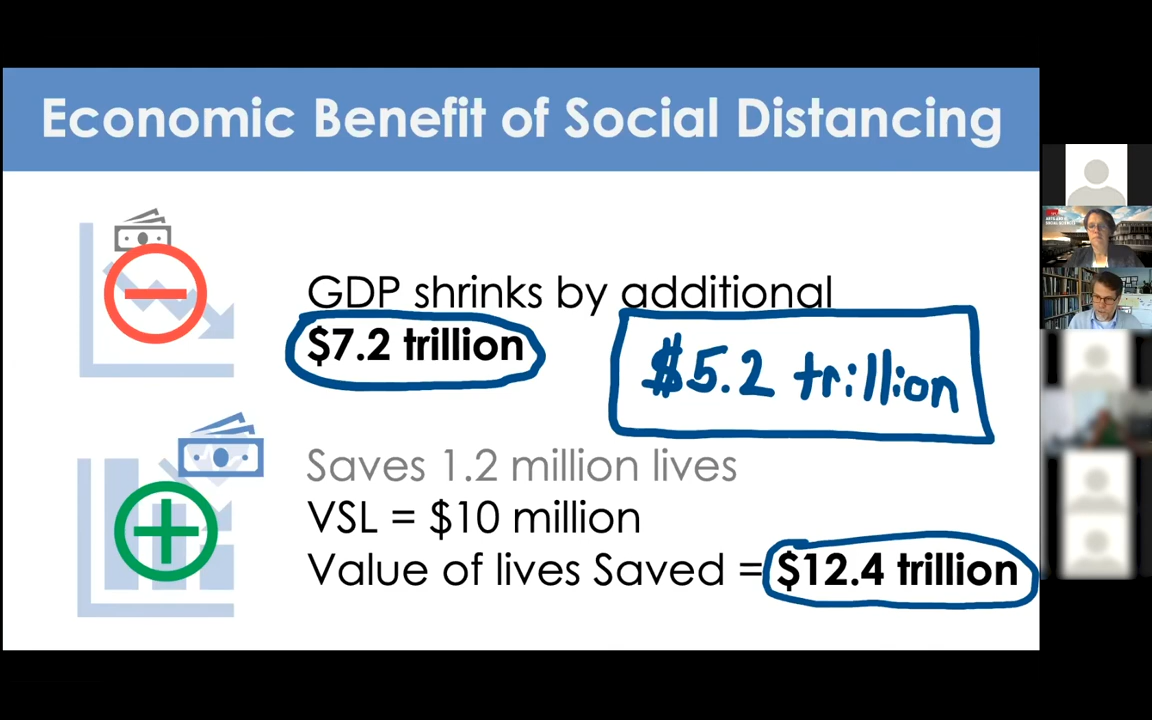 Economic Benefit of Social Distancing
GDP shrinks by additional
$7.2 trillion
$5.2 trillion
Saves 1.2 million lives
VSL = $10 million
Value of lives Saved = $12.4 trillion